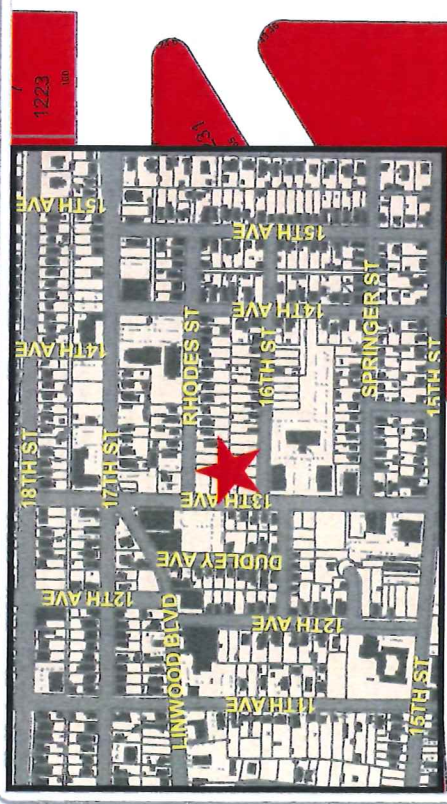 1223
15TH AVE
15TH AVE
14TH AVE
14TH AVE
RHODES ST
16TH ST
SPRINGER ST
15TH ST
18TH ST
17TH ST
13TH AVE
DUDLEY AVE
12TH AVE
12TH AVE
LINWOOD BLVD
11TH AVE
15TH ST